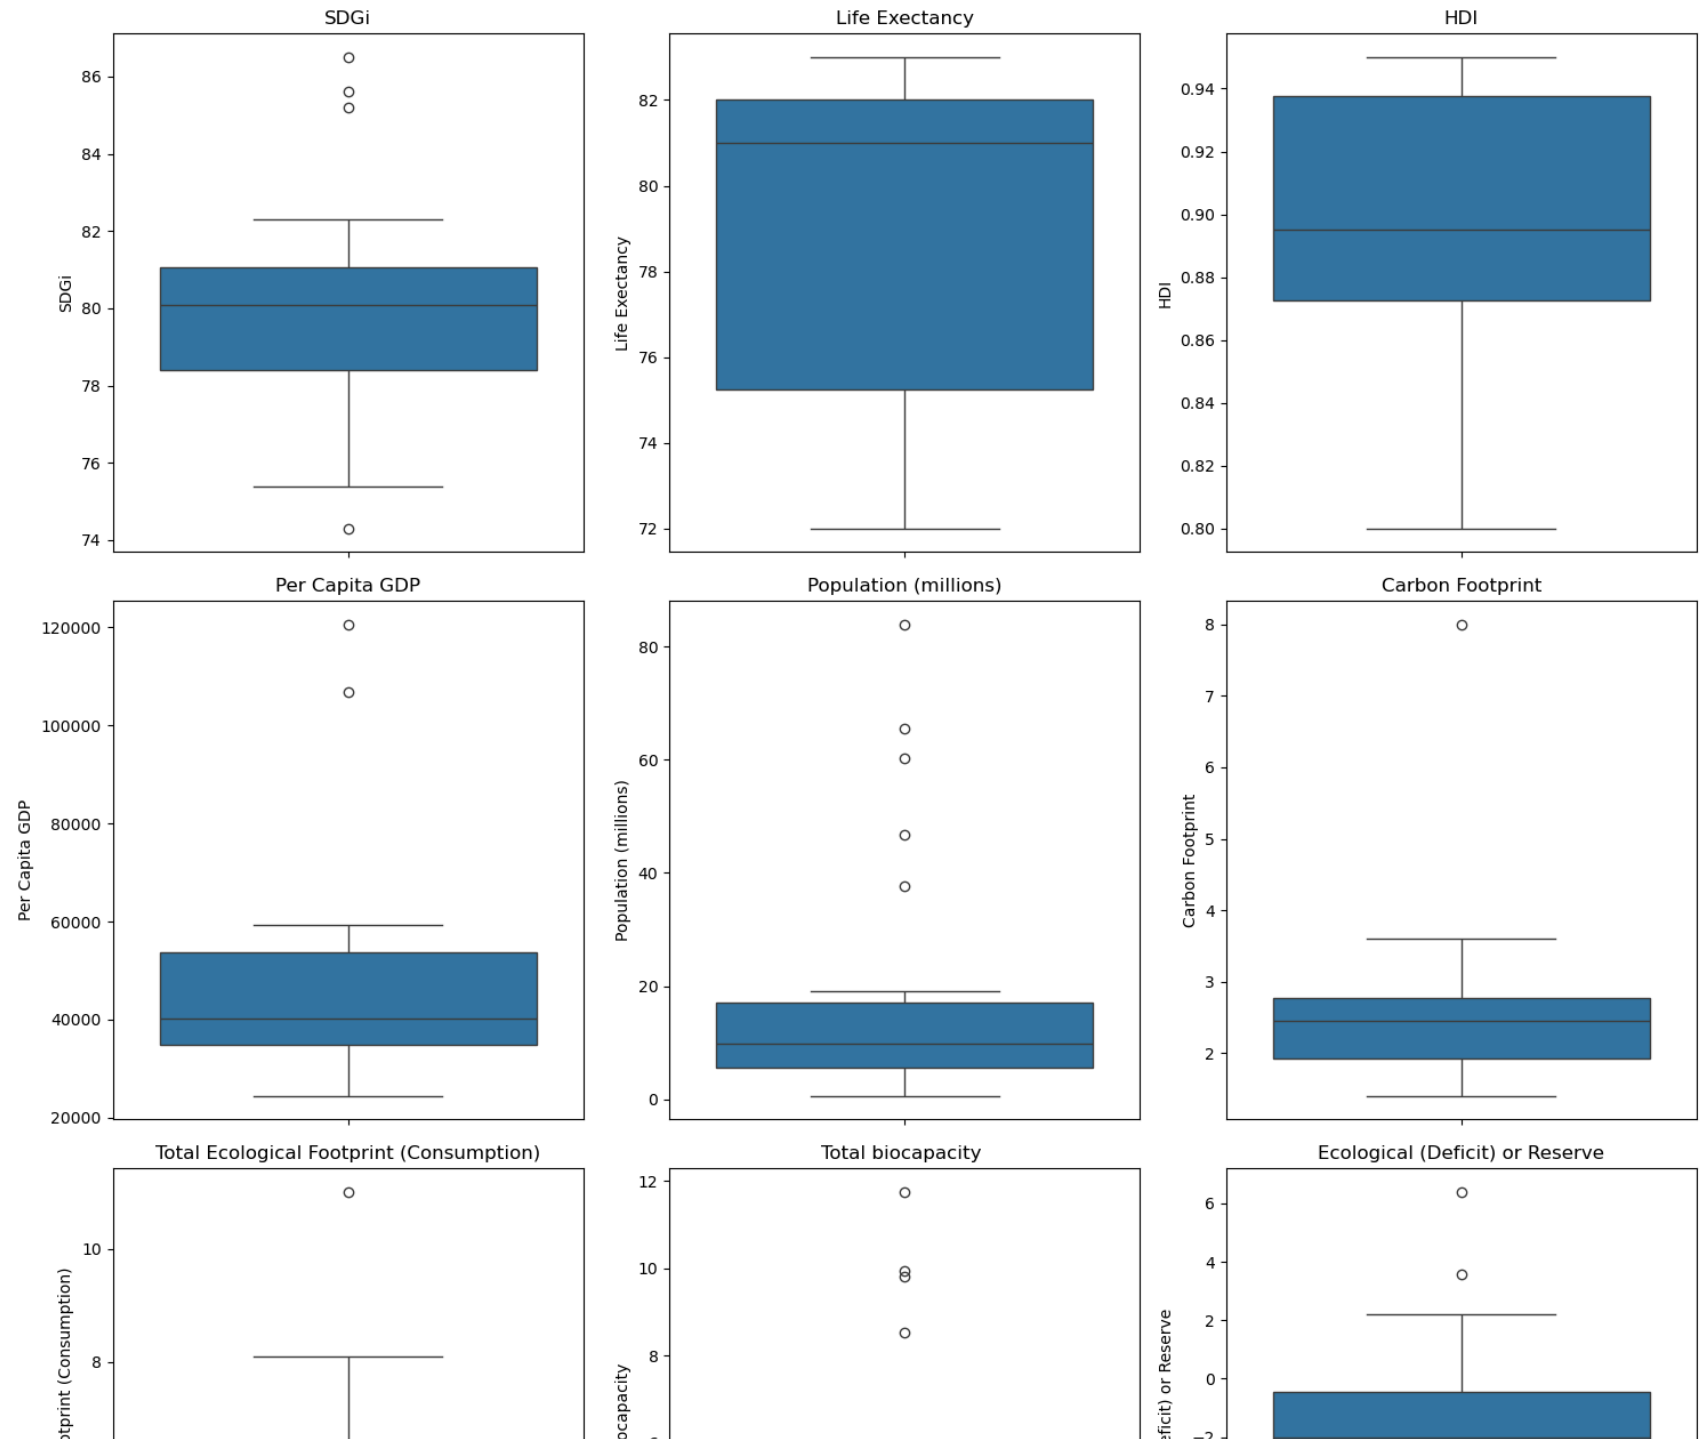 SDGi
86
84
82
80
78
76
74
SDGi
Life Exectancy
82
80
78
76
74
72
Life Exectancy
HDI
0.94
0.92
0.90
0.88
0.86
0.84
0.82
0.80
HDI
Per Capita GDP
120000
100000
80000
60000
40000
20000
Per Capita GDP
Population (millions)
80
60
40
20
0
Population (millions)
Carbon Footprint
8
7
6
5
4
3
2
Carbon Footprint
Total Ecological Footprint (Consumption)
10
8
(Consumption)
Total biocapacity
12
10
8
Ecological (Deficit) or Reserve
6
4
2
0
−2
or Reserve